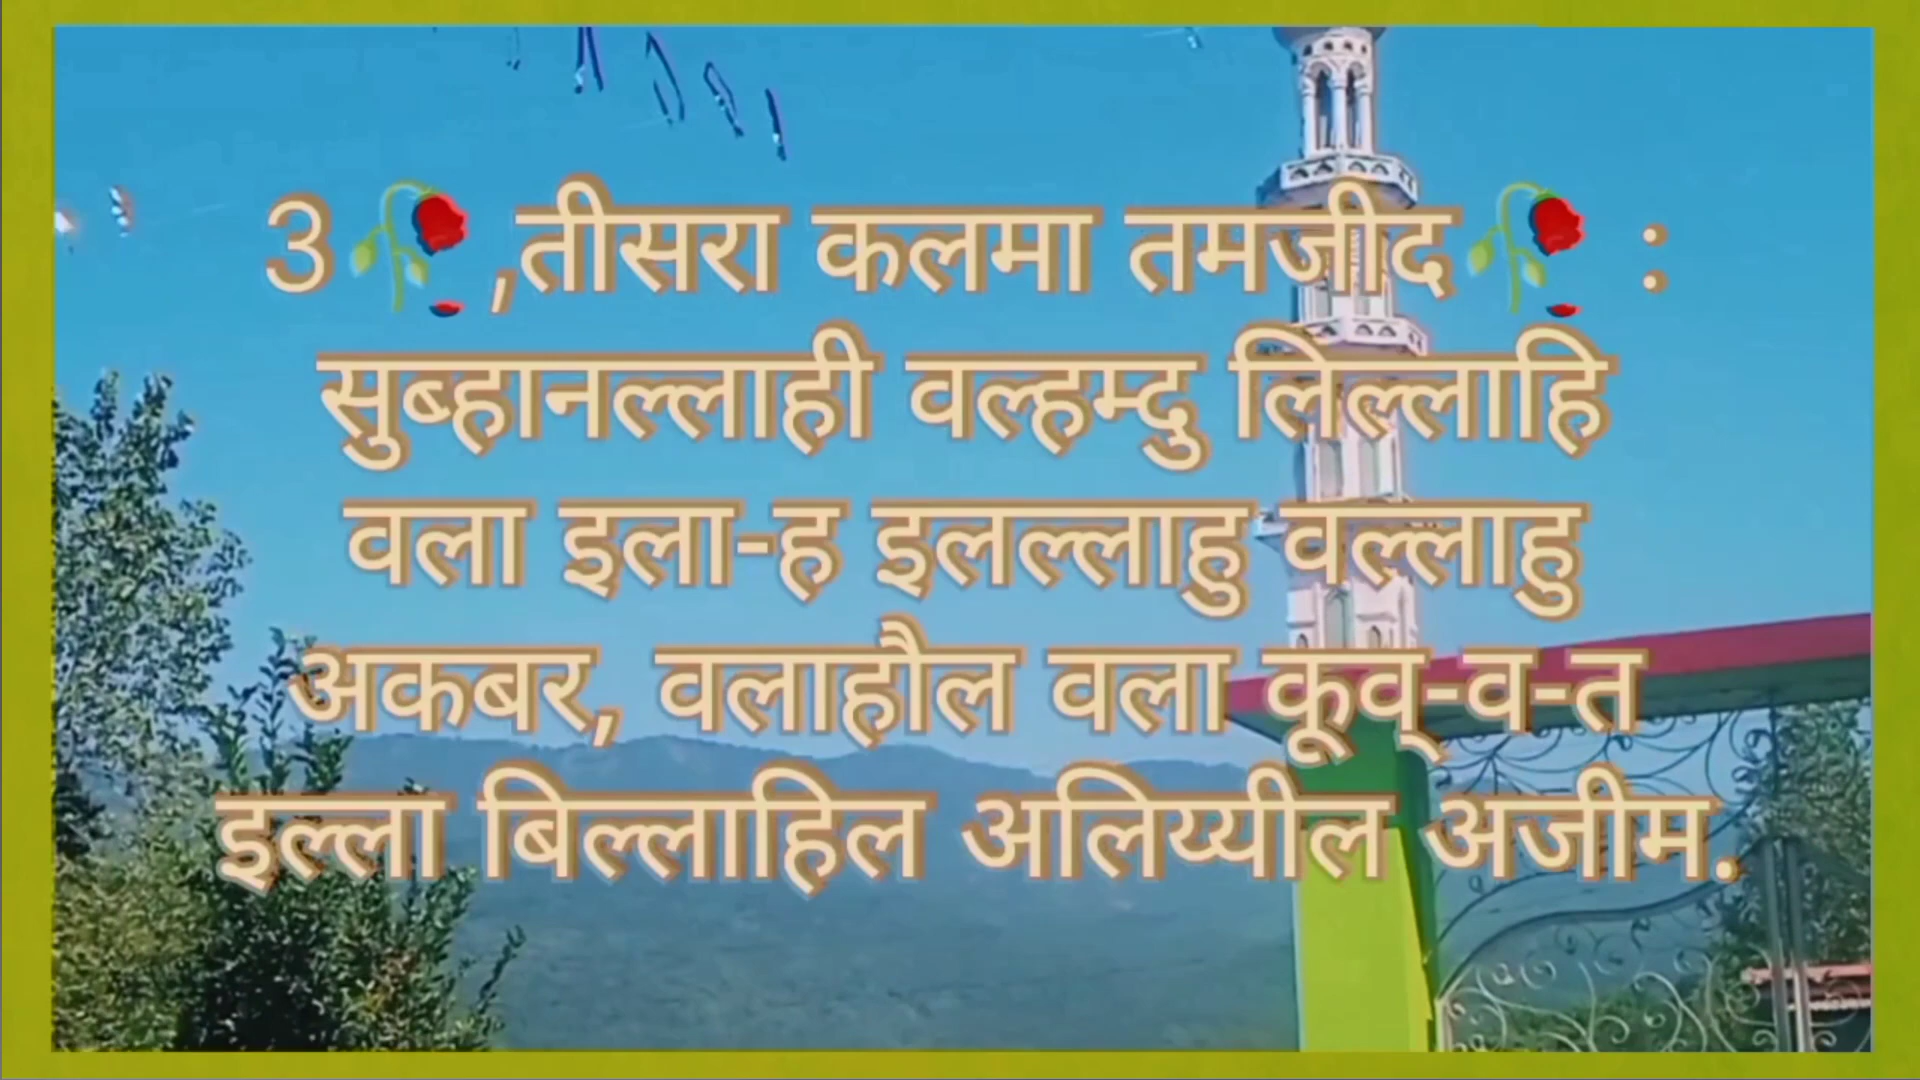 3🥀,तीसरा कलमा तमजीद🥀 :
सुब्हानल्लाही वल्हम्दु लिल्लाहि
वला इला-ह इलल्लाहु वल्लाहु
अकबर, वलाहौल वला कूव्-व-त
इल्ला बिल्लाहिल अलिय्यील अजीम.